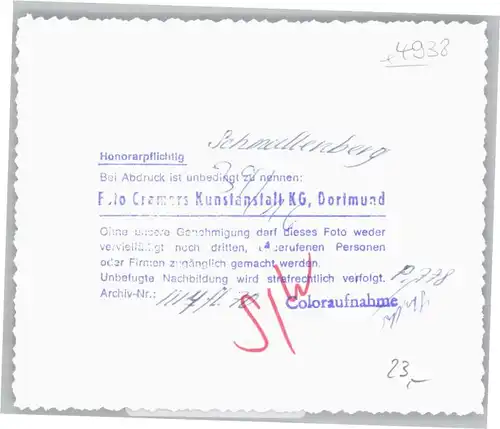 4938
Schmallenberg
Honorarpflichtig
Bei Abdruck ist unbedingt zu nennen:
Foto Cramers Kunstanstalt KG, Dortmund
Ohne unsere Genehmigung darf dieses Foto weder
vervielfältigt noch dritten, unberufenen Personen
oder Firmen zugänglich gemacht werden.
Unbefugte Nachbildung wird strafrechtlich verfolgt.
Archiv-Nr.:
Coloraufnahme
S/W
23,-